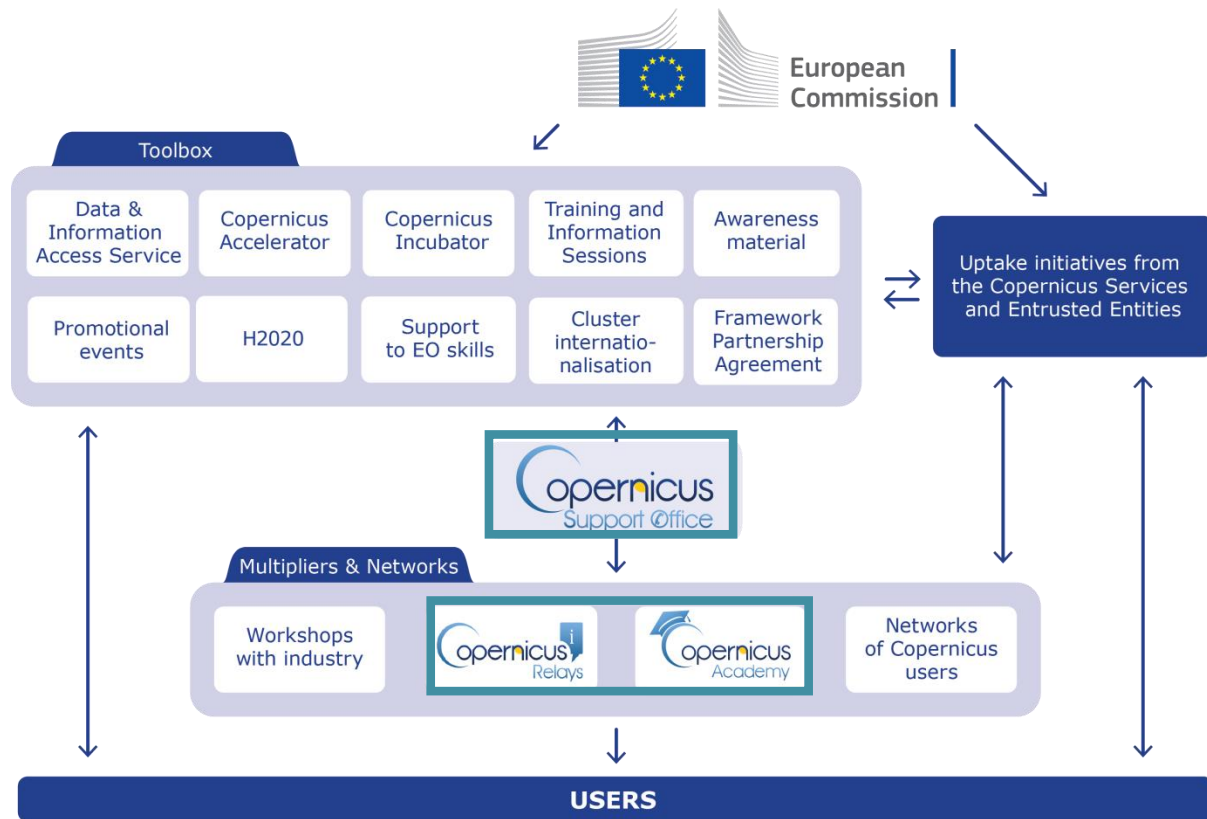 European
Commission
Toolbox
Data &
Information
Access Service
Copernicus
Accelerator
Copernicus
Incubator
Training and
Information
Sessions
Awareness
material
Promotional
events
H2020
Support
to EO skills
Cluster
internatio-
nalisation
Framework
Partnership
Agreement
Uptake initiatives from
the Copernicus Services
and Entrusted Entities
Copernicus
Support Office
Multipliers & Networks
Workshops
with industry
Copernicus
i
Relays
Copernicus
Academy
Networks
of Copernicus
users
USERS